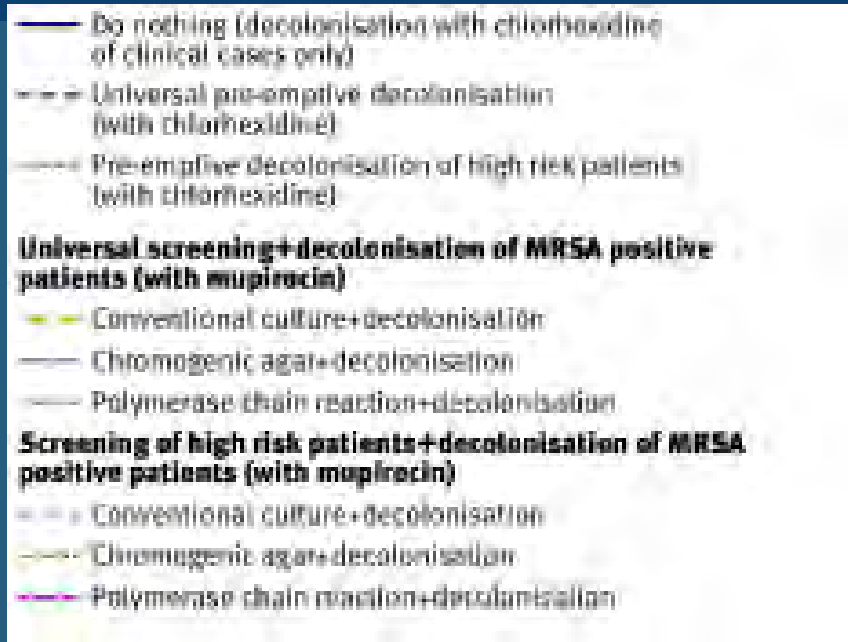 Do nothing (decolonisation with chlorhexidine
of clinical cases only)
Universal pre-emptive decolonisation
(with chlorhexidine)
Pre-emptive decolonisation of high risk patients
(with chlorhexidine)
Universal screening+decolonisation of MRSA positive
patients (with mupirocin)
Conventional culture+decolonisation
Chromogenic agar+decolonisation
Polymerase chain reaction+decolonisation
Screening of high risk patients+decolonisation of MRSA
positive patients (with mupirocin)
Conventional culture+decolonisation
Chromogenic agar+decolonisation
Polymerase chain reaction+decolonisation